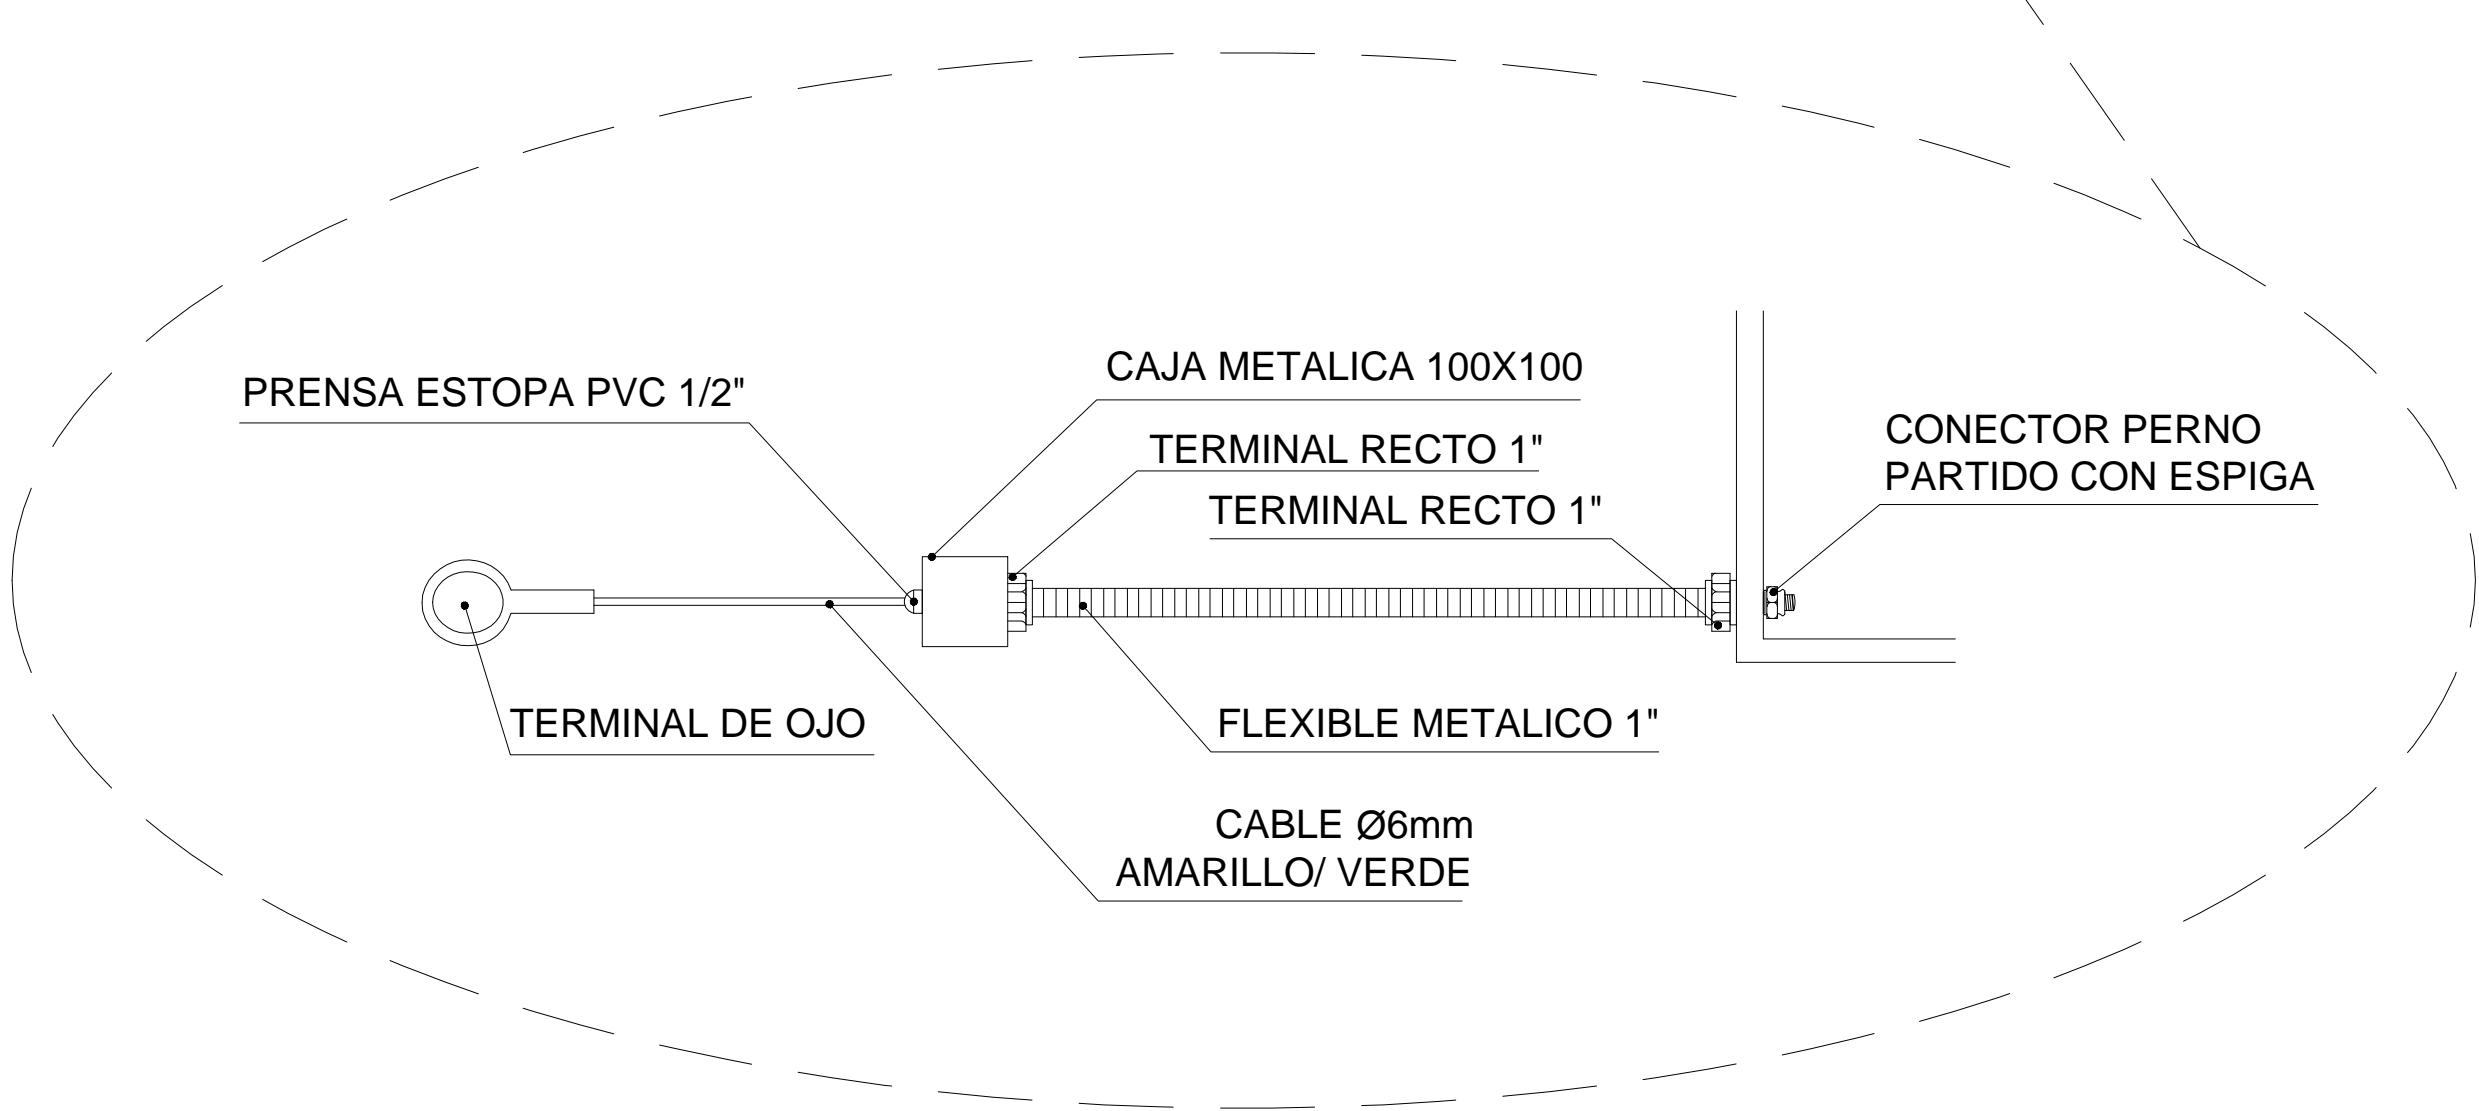 CAJA METALICA 100X100
PRENSA ESTOPA PVC 1/2"
TERMINAL RECTO 1"
TERMINAL RECTO 1"
CONECTOR PERNO
PARTIDO CON ESPIGA
TERMINAL DE OJO
FLEXIBLE METALICO 1"
CABLE Ø6mm
AMARILLO/ VERDE